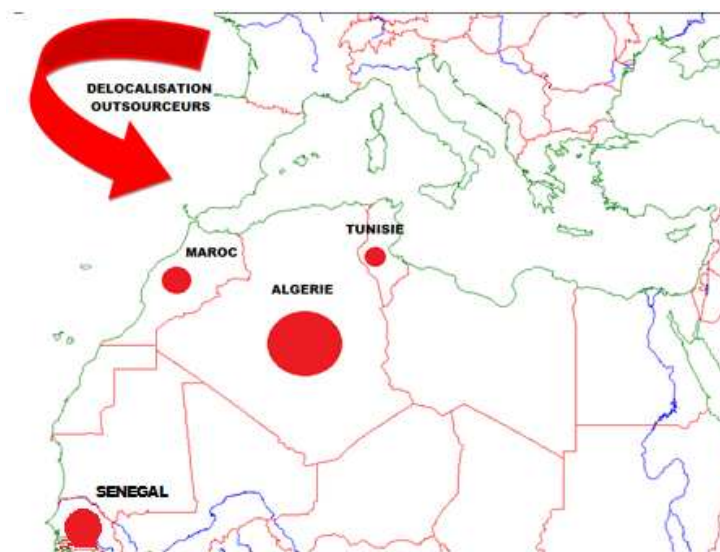 DELOCALISATION
OUTSOURCEURS
TUNISIE
MAROC
ALGERIE
SENEGAL